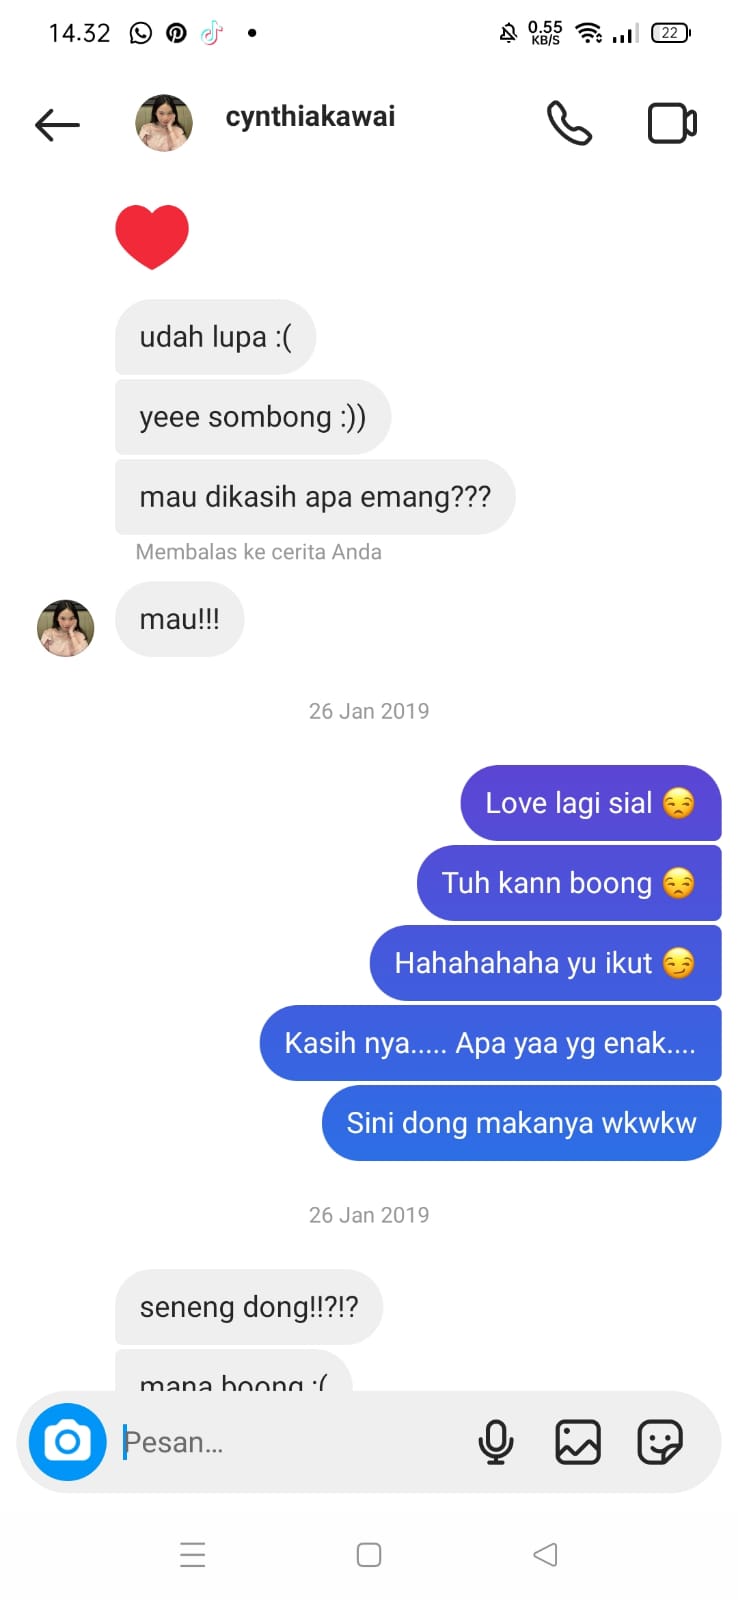 14.32
0.55
KB/S
22
cynthiakawai
udah lupa :(
yeee sombong :))
mau dikasih apa emang???
Membalas ke cerita Anda
mau!!!
26 Jan 2019
Love lagi sial 😒
Tuh kann boong 😒
Hahahahaha yu ikut 😏
Kasih nya..... Apa yaa yg enak....
Sini dong makanya wkwkw
26 Jan 2019
seneng dong!!?!?
mana boong :(
Pesan...